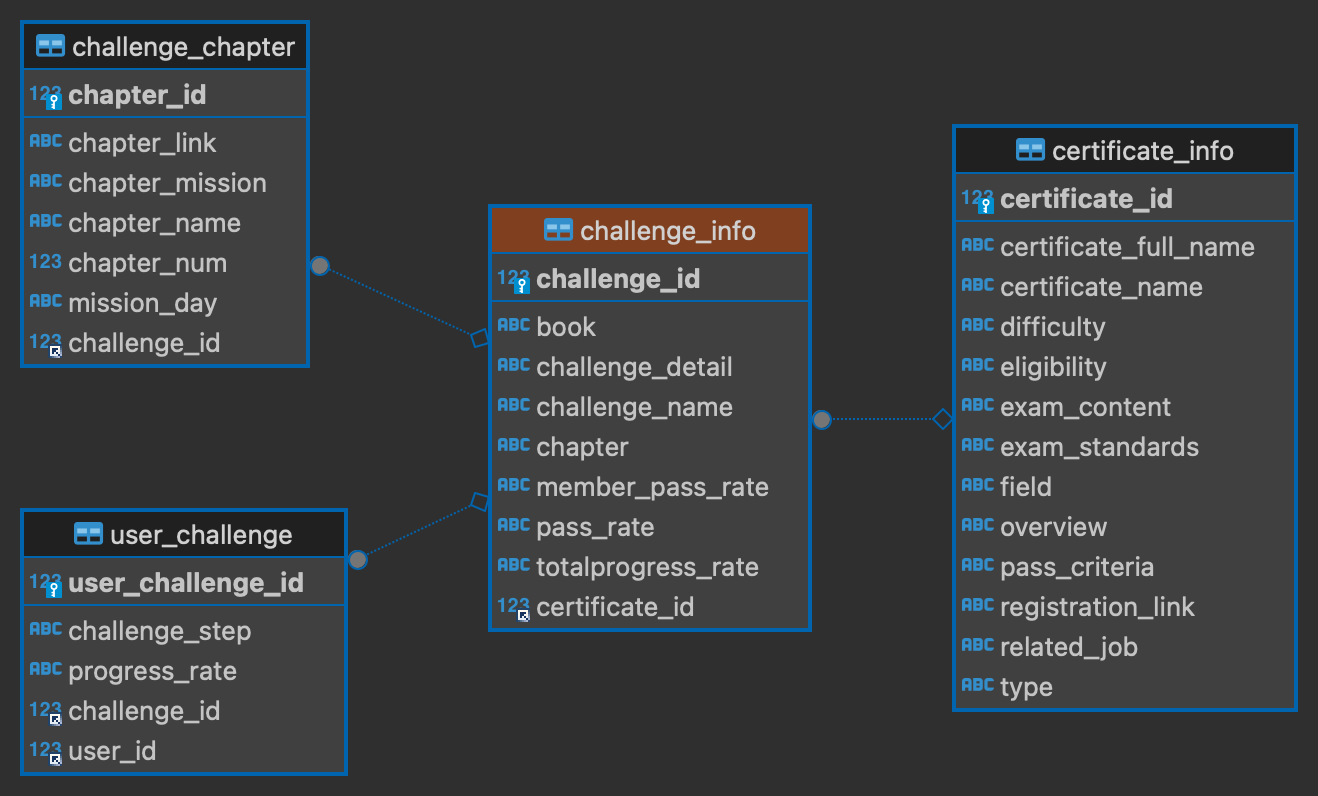 challenge_chapter
123 chapter_id
ABC chapter_link
ABC chapter_mission
ABC chapter_name
123 chapter_num
ABC mission_day
123 challenge_id
user_challenge
123 user_challenge_id
ABC challenge_step
ABC progress_rate
123 challenge_id
123 user_id
challenge_info
123 challenge_id
ABC book
ABC challenge_detail
ABC challenge_name
ABC chapter
ABC member_pass_rate
ABC pass_rate
ABC totalprogress_rate
123 certificate_id
certificate_info
123 certificate_id
ABC certificate_full_name
ABC certificate_name
ABC difficulty
ABC eligibility
ABC exam_content
ABC exam_standards
ABC field
ABC overview
ABC pass_criteria
ABC registration_link
ABC related_job
ABC type